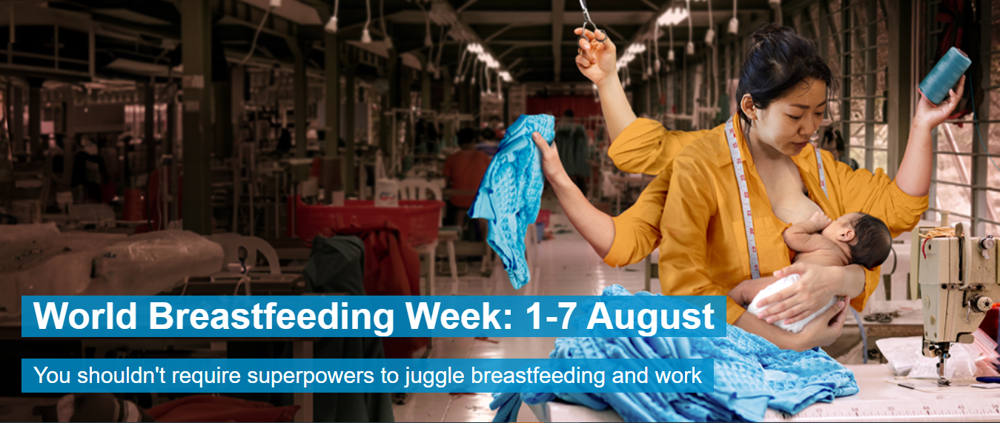 World Breastfeeding Week: 1-7 August
You shouldn't require superpowers to juggle breastfeeding and work